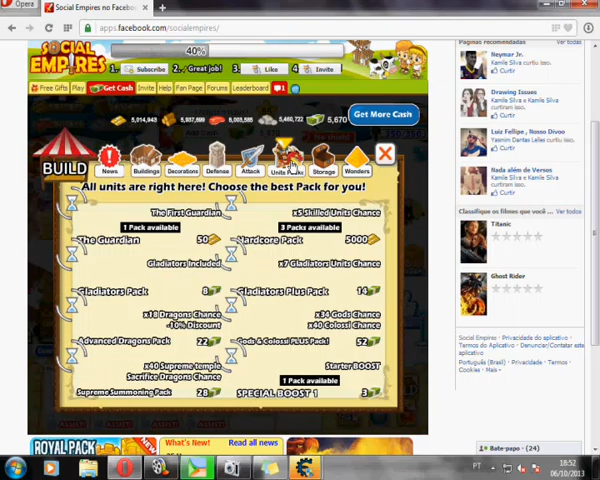 Opera
Social Empires no Facebook
apps.facebook.com/socialempires/
40%
SOCIAL EMPIRES
1. Subscribe 2. Great job! 3. Like 4 Invite
Free Gifts Play Get Cash Invite Help Fan Page Forums Leaderboard 1
5,014,943 5,937,699 6,003,585 5,460,722 5,670 Get More Cash
BUILD
News Buildings Decorations Defense Attack Units Packs Storage Wonders
All units are right here! Choose the best Pack for you!
The First Guardian
1 Pack available
The Guardian 50
x5 Skilled Units Chance
3 Packs available
Hardcore Pack 5000
Gladiators Included
Gladiators Pack 8
x7 Gladiators Units Chance
Gladiators Plus Pack 14
x18 Dragons Chance
-10% Discount
Advanced Dragons Pack 22
x34 Gods Chance
x40 Colossi Chance
Gods & Colossi PLUS Pack! 52
x40 Supreme temple
Sacrifice Dragons Chance
Supreme Summoning Pack 28
Starter BOOST
1 Pack available
SPECIAL BOOST 1 3
ROYAL PACK
NEW
What's New! Read all news
Páginas recomendadas Ver todas
Neymar Jr.
Kamile Silva curtiu isso.
Curtir
Drawing Issues
Kamile Silva e Kamile Silva
Curtir
Luiz Fellipe , Nosso Divoo
Yasmim Dantas Lelles curtiu
Curtir
Nada além de Versos
Kamile Silva e Kamile Silva
Curtir
Classifique os filmes que você ... Ver todos
Titanic
Ghost Rider
Social Empires · Privacidade do aplicativo ·
Termos do Aplicativo · Denunciar/Contatar este
aplicativo
Português (Brasil) · Privacidade · Termos ·
Cookies · Mais
Bate-papo · (24)
PT
18:52
06/10/2013